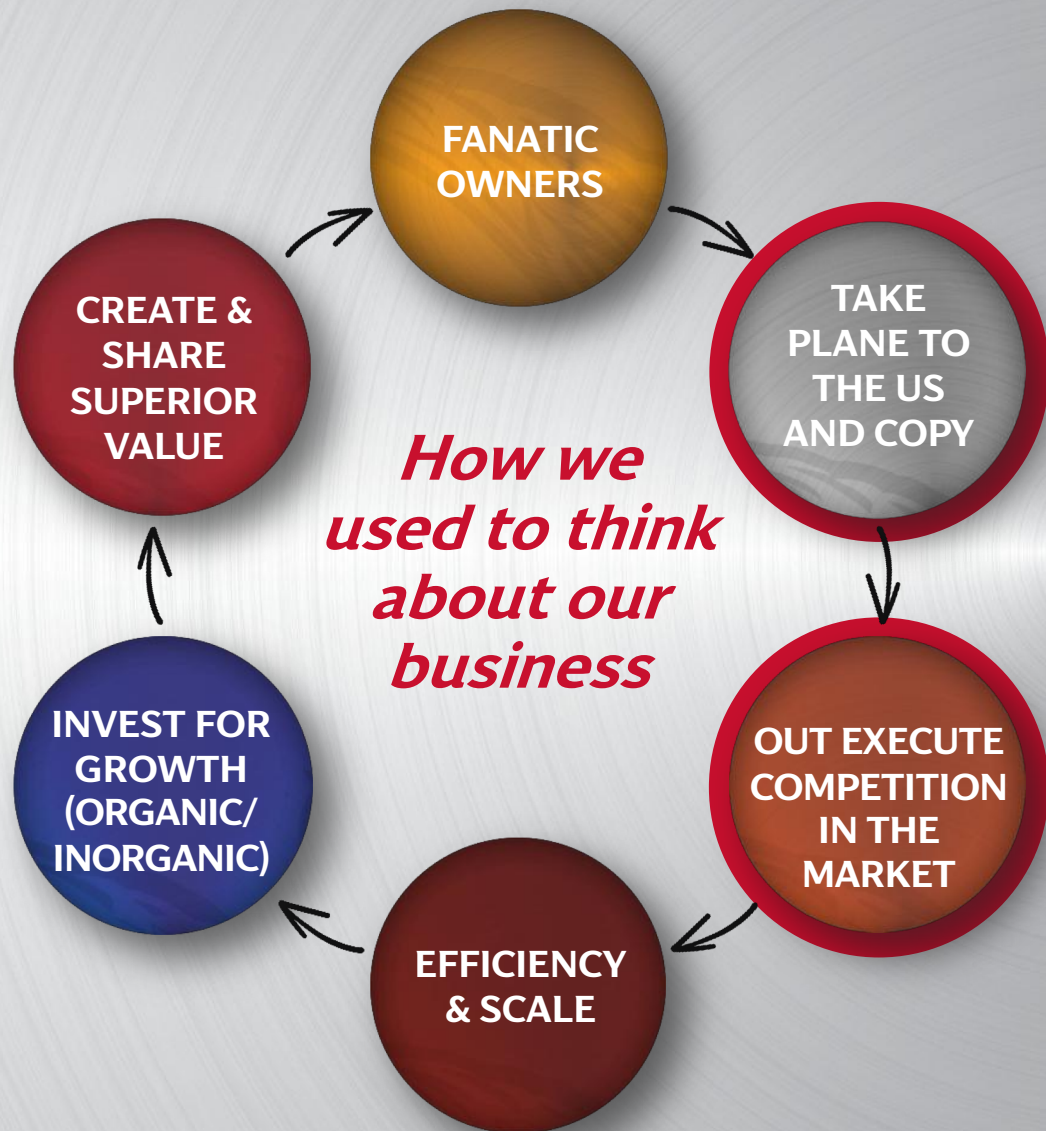 FANATIC
OWNERS
TAKE
PLANE TO
THE US
AND COPY
OUT EXECUTE
COMPETITION
IN THE
MARKET
EFFICIENCY
& SCALE
INVEST FOR
GROWTH
(ORGANIC/
INORGANIC)
CREATE &
SHARE
SUPERIOR
VALUE
How we
used to think
about our
business